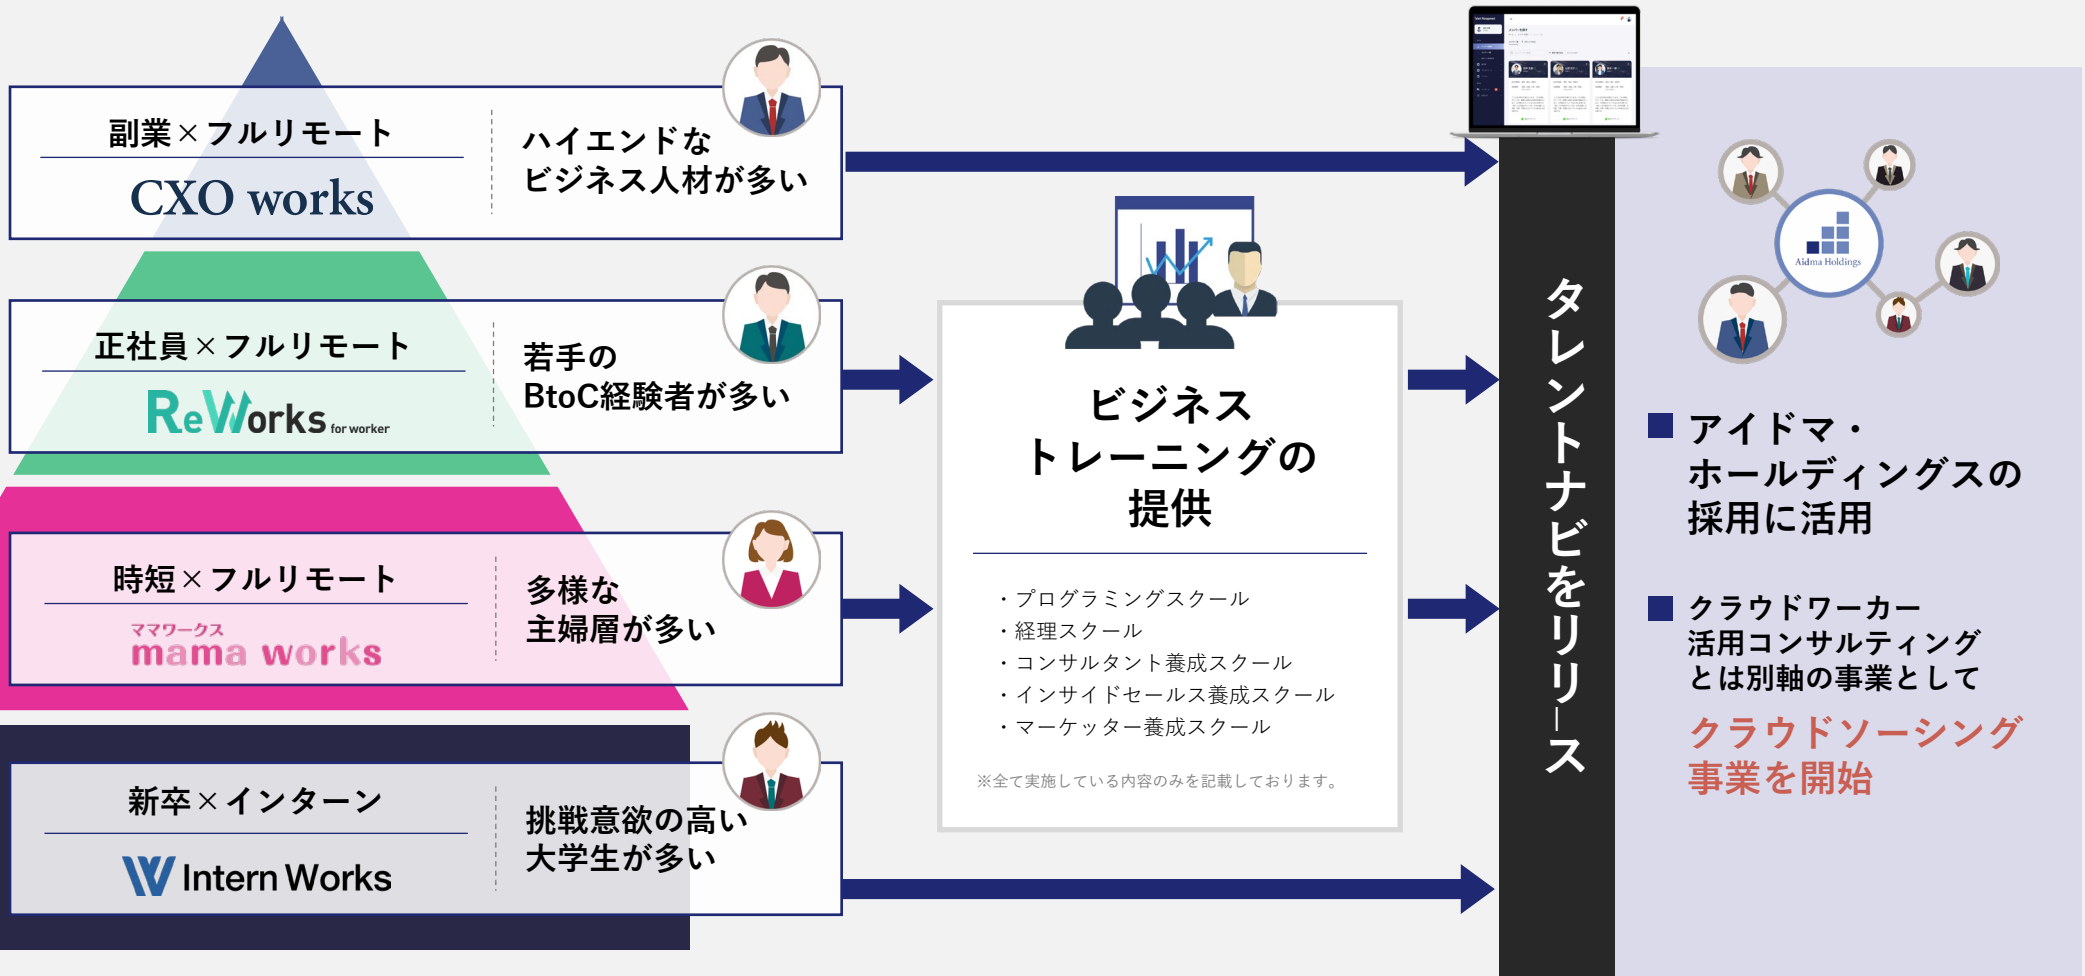 副業×フルリモート
CXO works
ハイエンドな
ビジネス人材が多い
正社員×フルリモート
ReWorks for worker
若手の
BtoC経験者が多い
時短×フルリモート
ママワークス
mama works
多様な
主婦層が多い
新卒×インターン
Intern Works
挑戦意欲の高い
大学生が多い
ビジネス
トレーニングの
提供
・プログラミングスクール
・経理スクール
・コンサルタント養成スクール
・インサイドセールス養成スクール
・マーケッター養成スクール
※全て実施している内容のみを記載しております。
タレントナビをリリース
Aidma Holdings
アイドマ・
ホールディングスの
採用に活用
クラウドワーカー
活用コンサルティング
とは別軸の事業として
クラウドソーシング
事業を開始